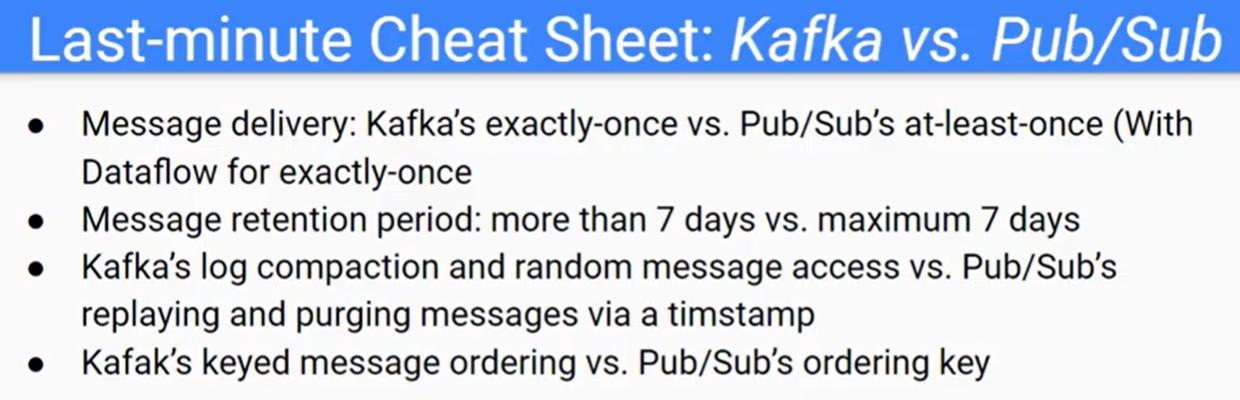 Last-minute Cheat Sheet: Kafka vs. Pub/Sub
● Message delivery: Kafka's exactly-once vs. Pub/Sub's at-least-once (With
Dataflow for exactly-once
● Message retention period: more than 7 days vs. maximum 7 days
● Kafka's log compaction and random message access vs. Pub/Sub's
replaying and purging messages via a timstamp
● Kafak's keyed message ordering vs. Pub/Sub's ordering key